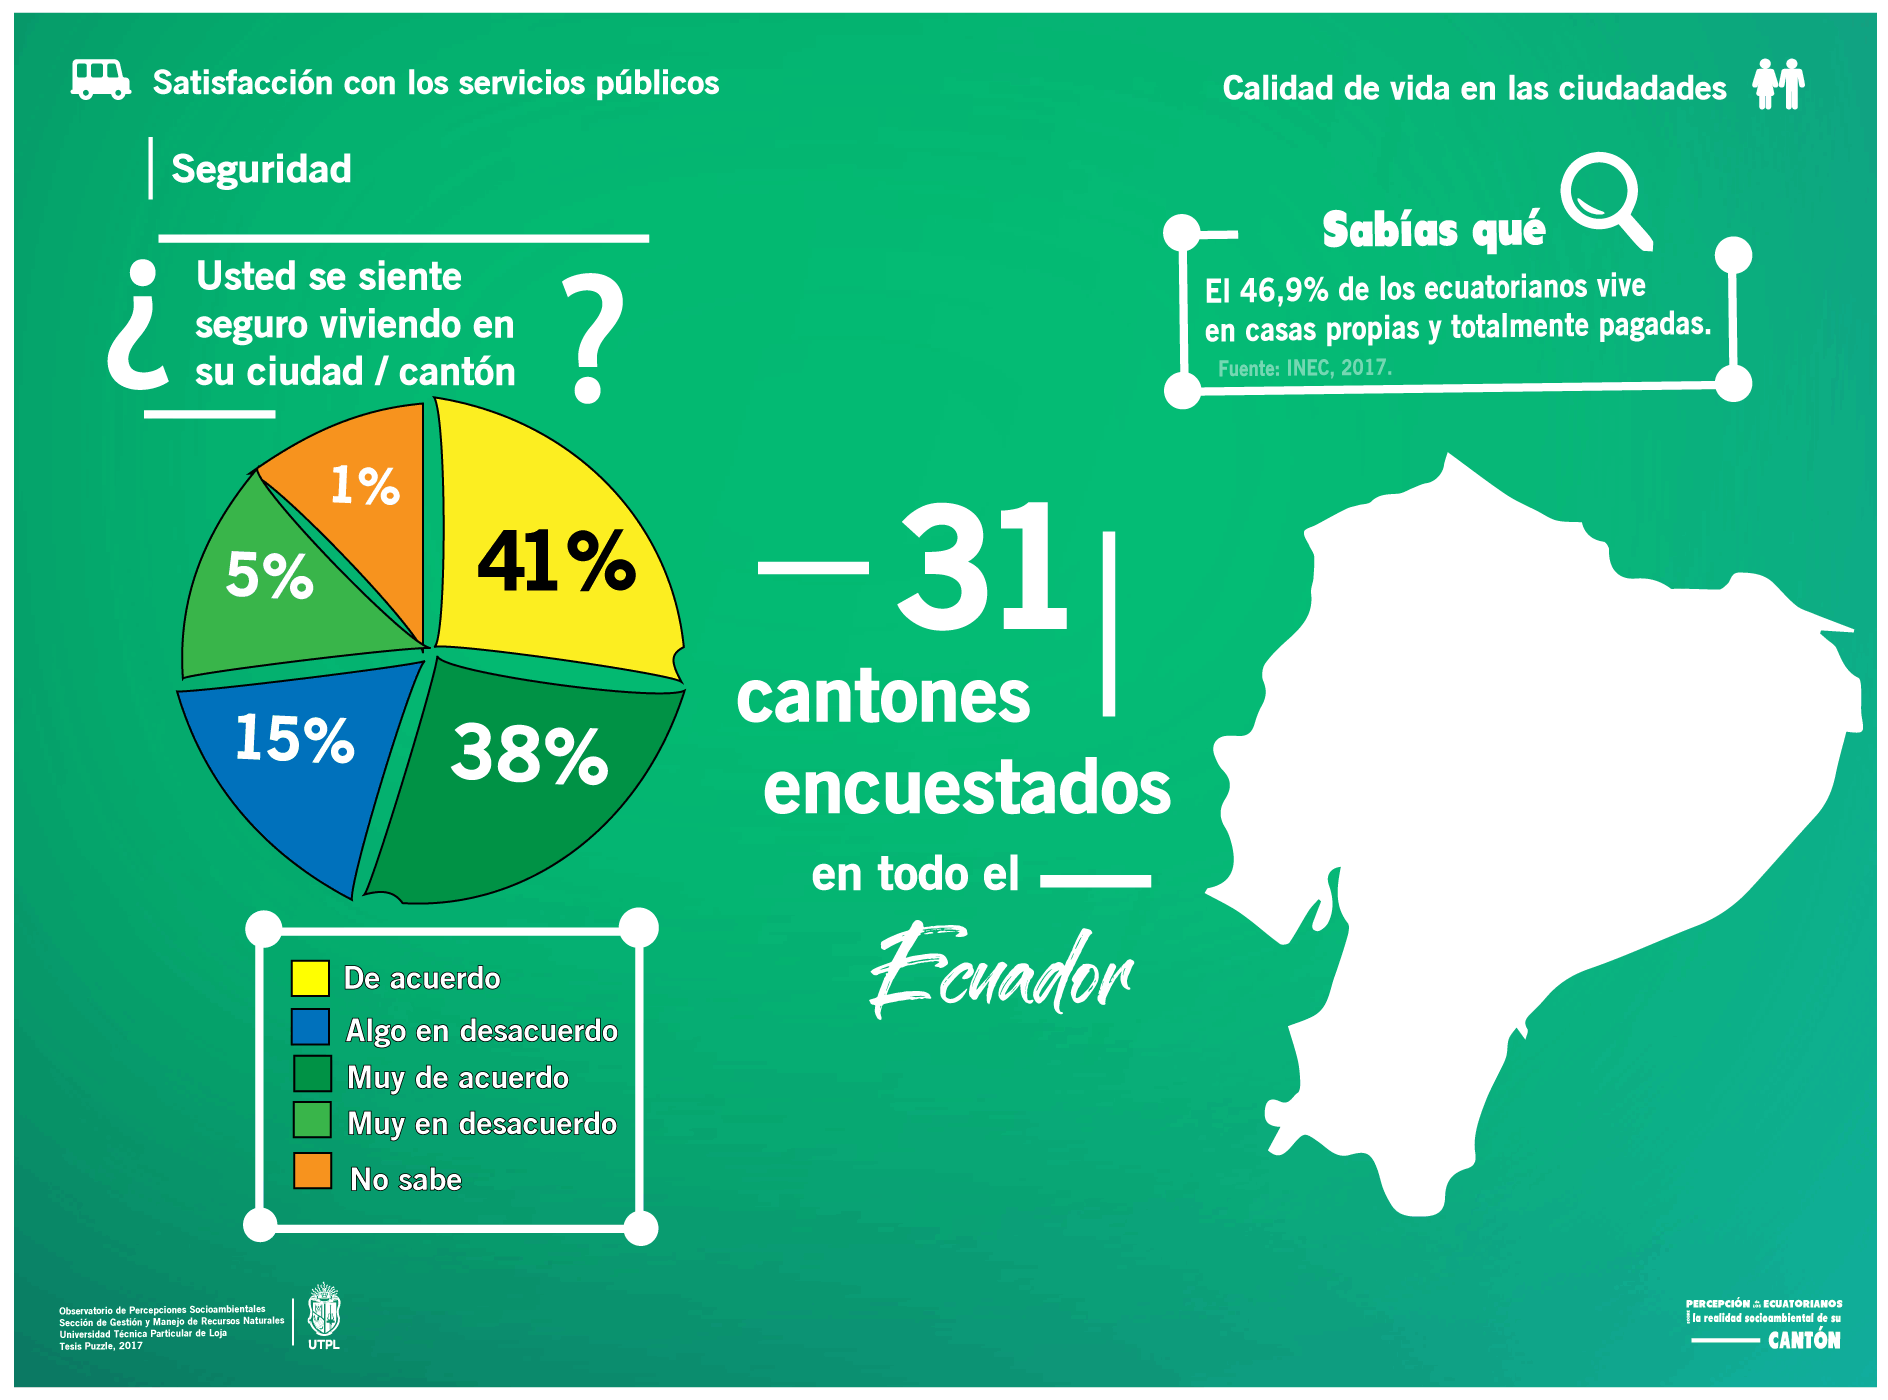 Satisfacción con los servicios públicos
Calidad de vida en las ciudadades
Seguridad
¿ Usted se siente
seguro viviendo en
su ciudad / cantón ?
Sabías qué
El 46,9% de los ecuatorianos vive
en casas propias y totalmente pagadas.
Fuente: INEC, 2017.
1%
41%
5%
15%
38%
31
cantones
encuestados
en todo el
Ecuador
De acuerdo
Algo en desacuerdo
Muy de acuerdo
Muy en desacuerdo
No sabe
Observatorio de Percepciones Socioambientales
Sección de Gestión y Manejo de Recursos Naturales
Universidad Técnica Particular de Loja
Tesis Puzzle, 2017
UTPL
PERCEPCIÓN ECUATORIANOS
la realidad socioambiental de su
CANTÓN